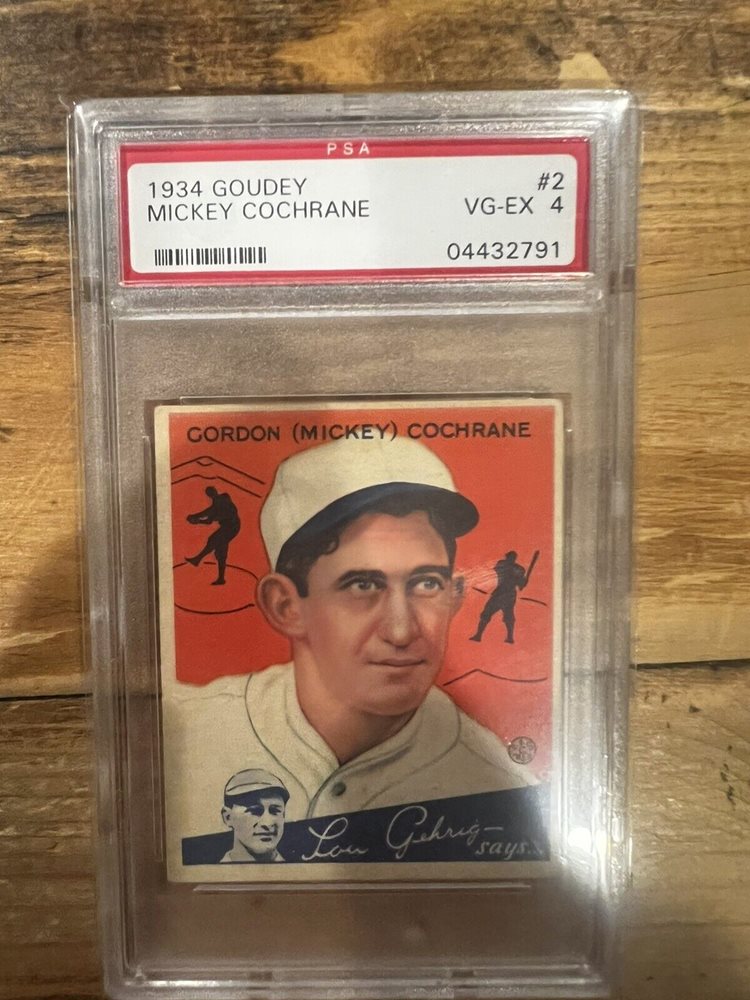 PSA
1934 GOUDEY #2
MICKEY COCHRANE VG-EX 4
04432791
GORDON (MICKEY) COCHRANE
Lou Gehrig—
says..